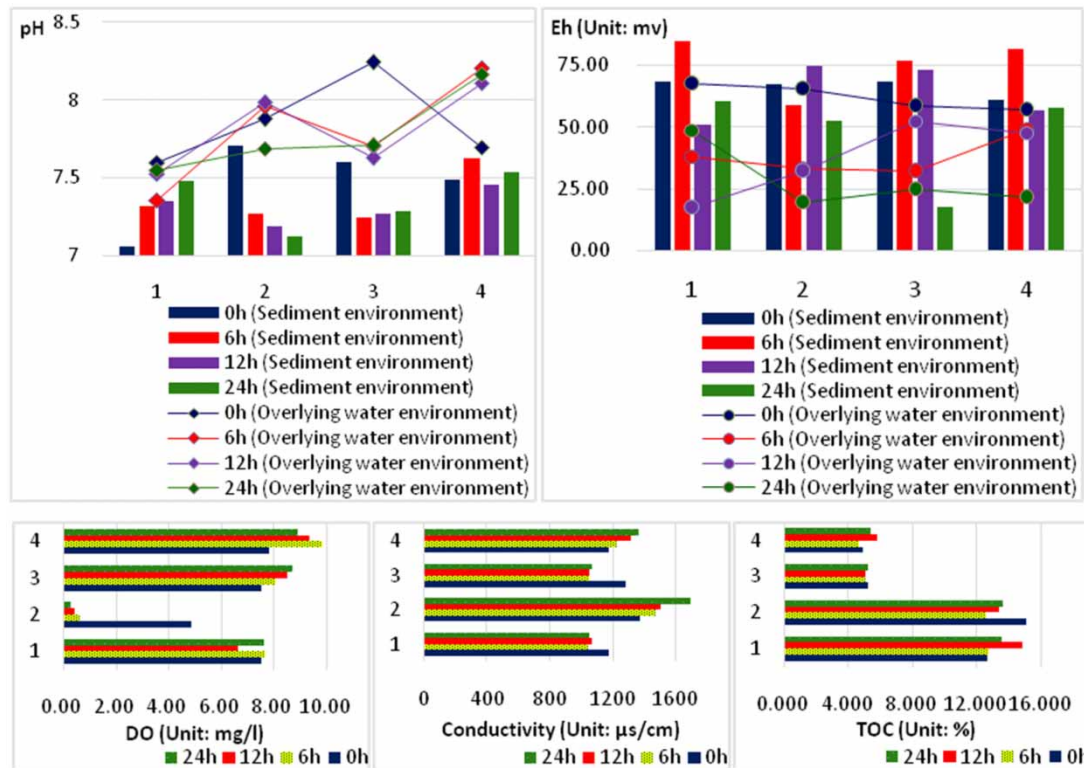 pH
8.5
8
7.5
7
1 2 3 4
0h (Sediment environment)
6h (Sediment environment)
12h (Sediment environment)
24h (Sediment environment)
0h (Overlying water environment)
6h (Overlying water environment)
12h (Overlying water environment)
24h (Overlying water environment)
Eh (Unit: mv)
75.00
50.00
25.00
0.00
1 2 3 4
0h (Sediment environment)
6h (Sediment environment)
12h (Sediment environment)
24h (Sediment environment)
0h (Overlying water environment)
6h (Overlying water environment)
12h (Overlying water environment)
24h (Overlying water environment)
4
3
2
1
0.00 2.00 4.00 6.00 8.00 10.00
DO (Unit: mg/l)
24h 12h 6h 0h
4
3
2
1
0 400 800 1200 1600
Conductivity (Unit: μs/cm)
24h 12h 6h 0h
4
3
2
1
0.000 4.000 8.000 12.000 16.000
TOC (Unit: %)
24h 12h 6h 0h